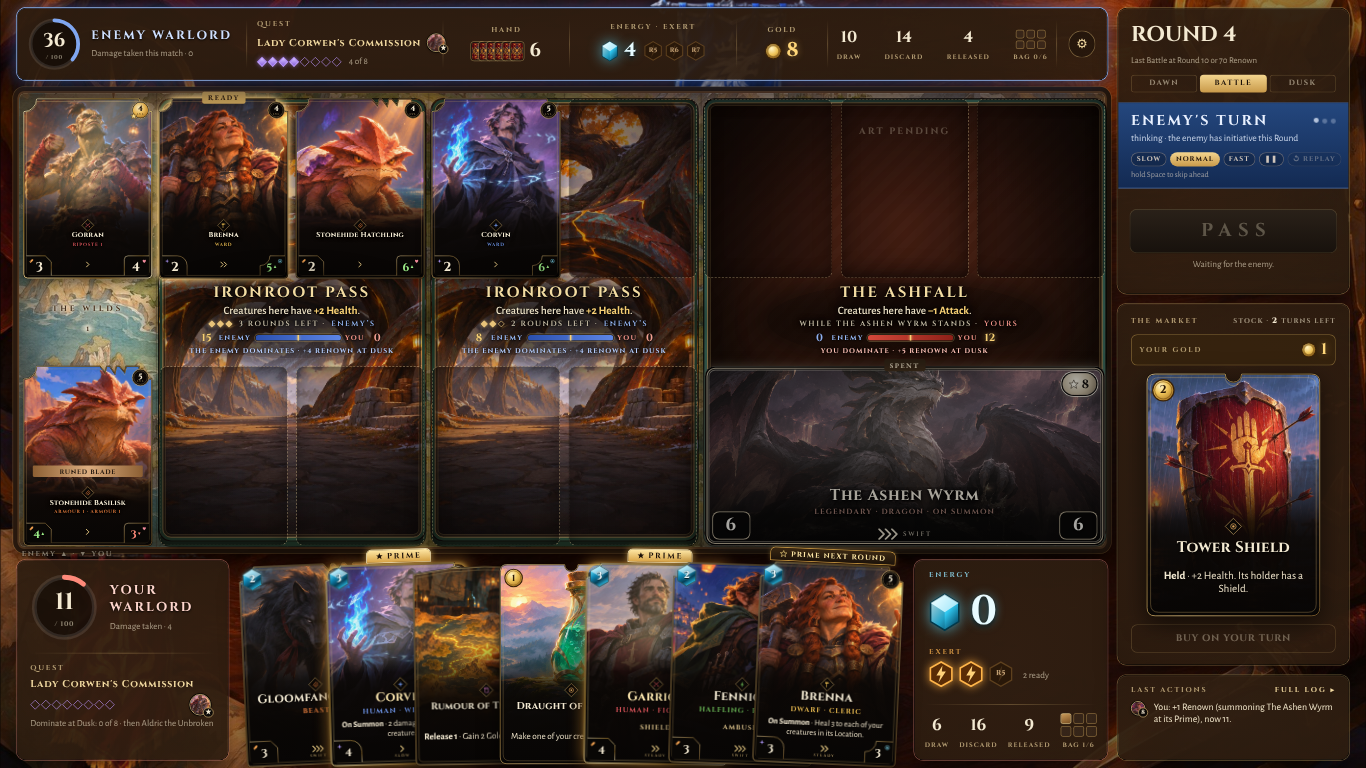 36
/ 100
ENEMY WARLORD
Damage taken this match · 0
QUEST
LADY CORWEN'S COMMISSION
4 of 8
HAND
6
ENERGY · EXERT
4
R5
R6
R7
GOLD
8
10
DRAW
14
DISCARD
4
RELEASED
BAG 0/6
ROUND 4
Last Battle at Round 10 or 70 Renown
DAWN
BATTLE
DUSK
ENEMY'S TURN
thinking · the enemy has initiative this Round
SLOW
NORMAL
FAST
REPLAY
hold Space to skip ahead
PASS
Waiting for the enemy.
4
GORRAN
RIPOSTE 1
3
4
READY
4
BRENNA
WARD
2
5
4
STONEHIDE HATCHLING
2
6
5
CORVIN
WARD
2
6
ART PENDING
THE WILDS
1
IRONROOT PASS
Creatures here have +2 Health.
3 ROUNDS LEFT · ENEMY'S
15 ENEMY YOU 0
THE ENEMY DOMINATES · +4 RENOWN AT DUSK
IRONROOT PASS
Creatures here have +2 Health.
2 ROUNDS LEFT · ENEMY'S
8 ENEMY YOU 0
THE ENEMY DOMINATES · +4 RENOWN AT DUSK
THE ASHFALL
Creatures here have −1 Attack.
WHILE THE ASHEN WYRM STANDS · YOURS
0 ENEMY YOU 12
YOU DOMINATE · +5 RENOWN AT DUSK
5
RUNED BLADE
STONEHIDE BASILISK
ARMOUR 1 · ARMOUR 1
4
3
SPENT
8
THE ASHEN WYRM
LEGENDARY · DRAGON · ON SUMMON
6
SWIFT
6
THE MARKET
STOCK · 2 TURNS LEFT
YOUR GOLD
1
2
TOWER SHIELD
Held · +2 Health. Its holder has a
Shield.
BUY ON YOUR TURN
ENEMY ▲ · ▼ YOU
11
/ 100
YOUR
WARLORD
Damage taken · 4
QUEST
LADY CORWEN'S COMMISSION
Dominate at Dusk: 0 of 8 · then Aldric the Unbroken
2
GLOOMFAN
BEAST
3
★ PRIME
3
CORV
HUMAN · WI
On Summon · 2 damag
creature
4
RUMOUR OF T
Release 1 · Gain 2 Gol
1
DRAUGHT OF
Make one of your cre
★ PRIME
3
GARRIC
HUMAN · FIG
SHIELD
4
2
FENNIC
HALFLING ·
AMBUS
3
☆ PRIME NEXT ROUND
3
5
BRENNA
DWARF · CLERIC
On Summon · Heal 3 to each of your
creatures in its Location.
3
3
ENERGY
0
EXERT
R5
2 ready
6
DRAW
16
DISCARD
9
RELEASED
BAG 1/6
LAST ACTIONS
FULL LOG ▸
You: +1 Renown (summoning The Ashen Wyrm
at its Prime), now 11.